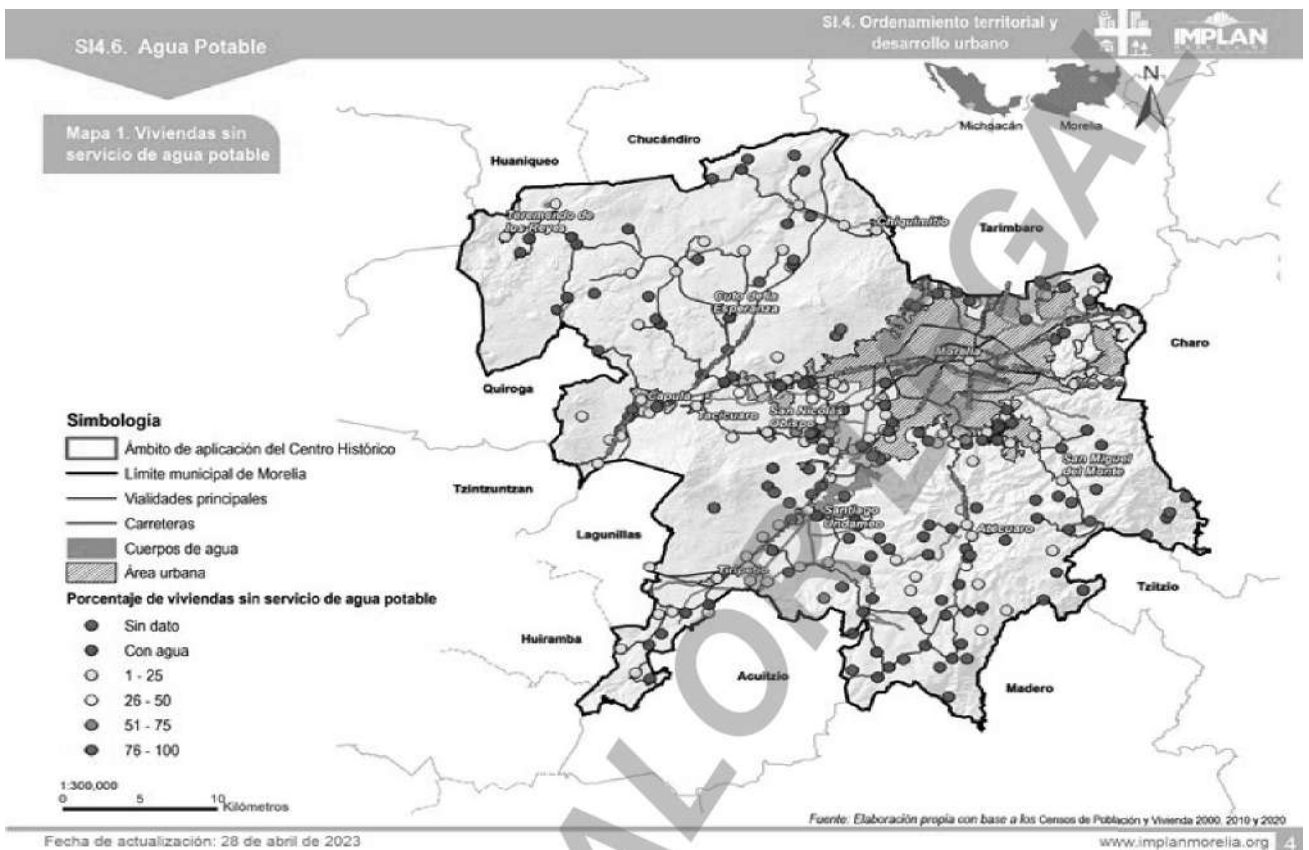 SI4.6. Agua Potable
SI.4. Ordenamiento territorial y
desarrollo urbano
IMPLAN
Mapa 1. Viviendas sin
servicio de agua potable
N
Michoacán
Morelia
Chucándiro
Huaniqueo
Teremendo de
los Reyes
Chiquimitío
Tarímbaro
Cuto de la
Esperanza
Morelia
Charo
Quiroga
Capula
Tacícuaro
San Nicolás
Obispo
San Miguel
del Monte
Tzintzuntzan
Lagunillas
Santiago
Undameo
Atécuaro
Tiripetío
Tzitzio
Huiramba
Acuitzio
Madero
Simbología
Ámbito de aplicación del Centro Histórico
Límite municipal de Morelia
Vialidades principales
Carreteras
Cuerpos de agua
Área urbana
Porcentaje de viviendas sin servicio de agua potable
Sin dato
Con agua
1 - 25
26 - 50
51 - 75
76 - 100
1:300,000
0 5 10 Kilómetros
Fuente: Elaboración propia con base a los Censos de Población y Vivienda 2000, 2010 y 2020
Fecha de actualización: 28 de abril de 2023
www.implanmorelia.org 4
VALOR LEGAL